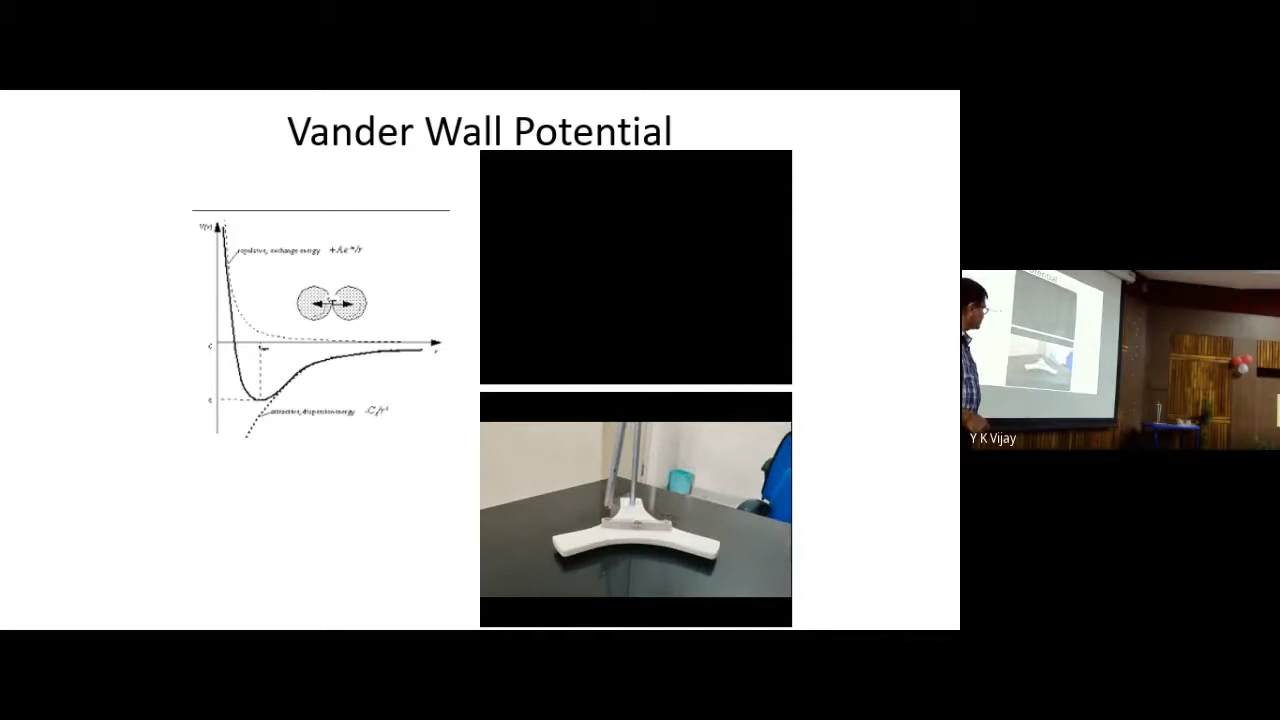 Vander Wall Potential
V(r)
repulsive, exchange energy
r
attractive, dispersion energy
Y K Vijay